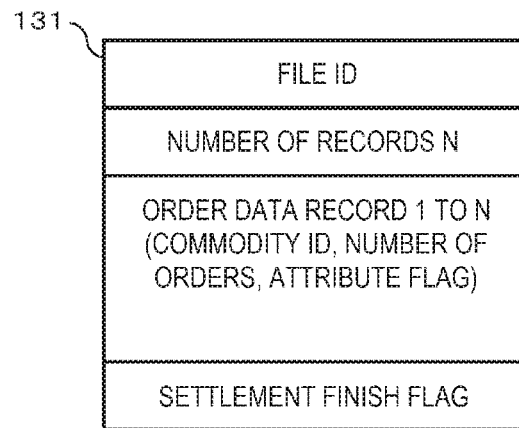 131
FILE ID
NUMBER OF RECORDS N
ORDER DATA RECORD 1 TO N
(COMMODITY ID, NUMBER OF
ORDERS, ATTRIBUTE FLAG)
SETTLEMENT FINISH FLAG